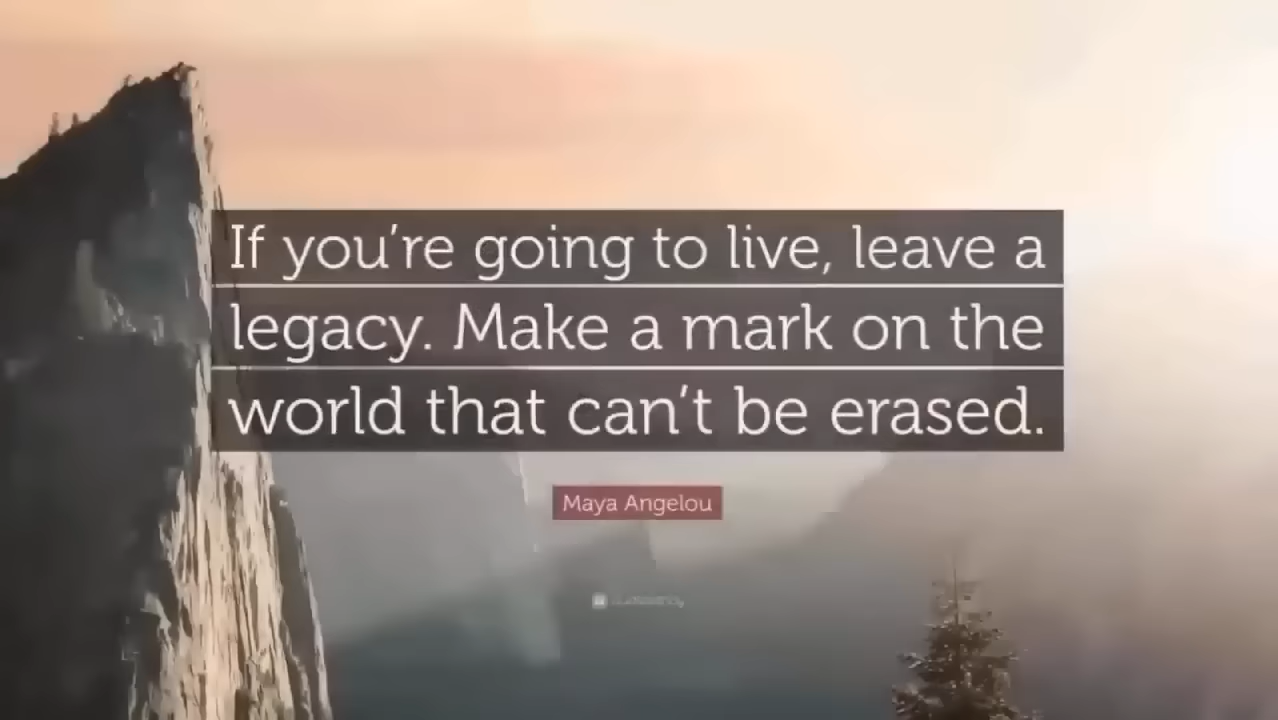 If you’re going to live, leave a
legacy. Make a mark on the
world that can’t be erased.
Maya Angelou